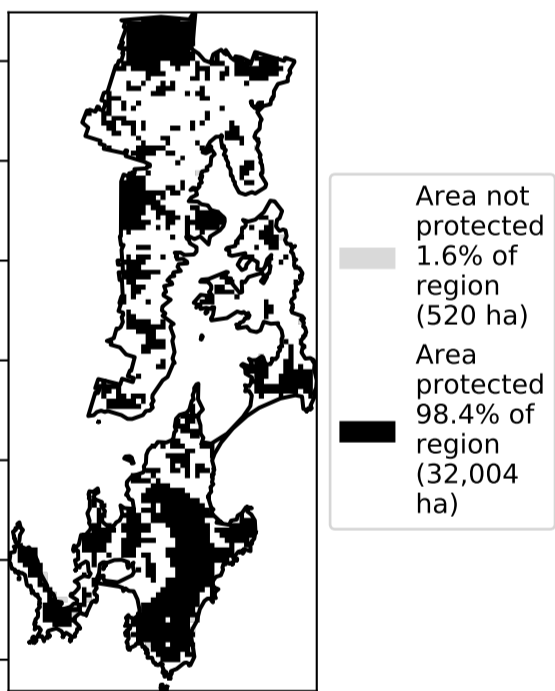 Area not
protected
1.6% of
region
(520 ha)
Area
protected
98.4% of
region
(32,004
ha)